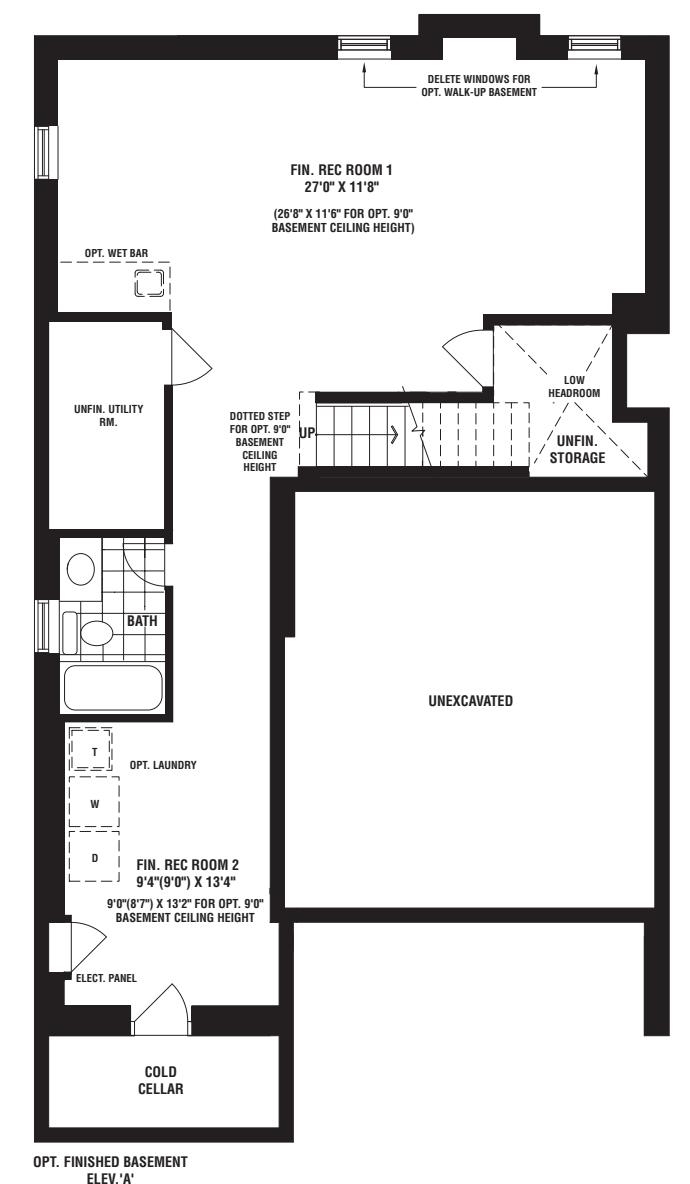 DELETE WINDOWS FOR
OPT. WALK-UP BASEMENT
FIN. REC ROOM 1
27'0" X 11'8"
(26'8" X 11'6" FOR OPT. 9'0"
BASEMENT CEILING HEIGHT)
OPT. WET BAR
UNFIN. UTILITY
RM.
DOTTED STEP
FOR OPT. 9'0"
BASEMENT
CEILING
HEIGHT
UP
LOW
HEADROOM
UNFIN.
STORAGE
BATH
UNEXCAVATED
T
OPT. LAUNDRY
W
D
FIN. REC ROOM 2
9'4"(9'0") X 13'4"
9'0"(8'7") X 13'2" FOR OPT. 9'0"
BASEMENT CEILING HEIGHT
ELECT. PANEL
COLD
CELLAR
OPT. FINISHED BASEMENT
ELEV.'A'